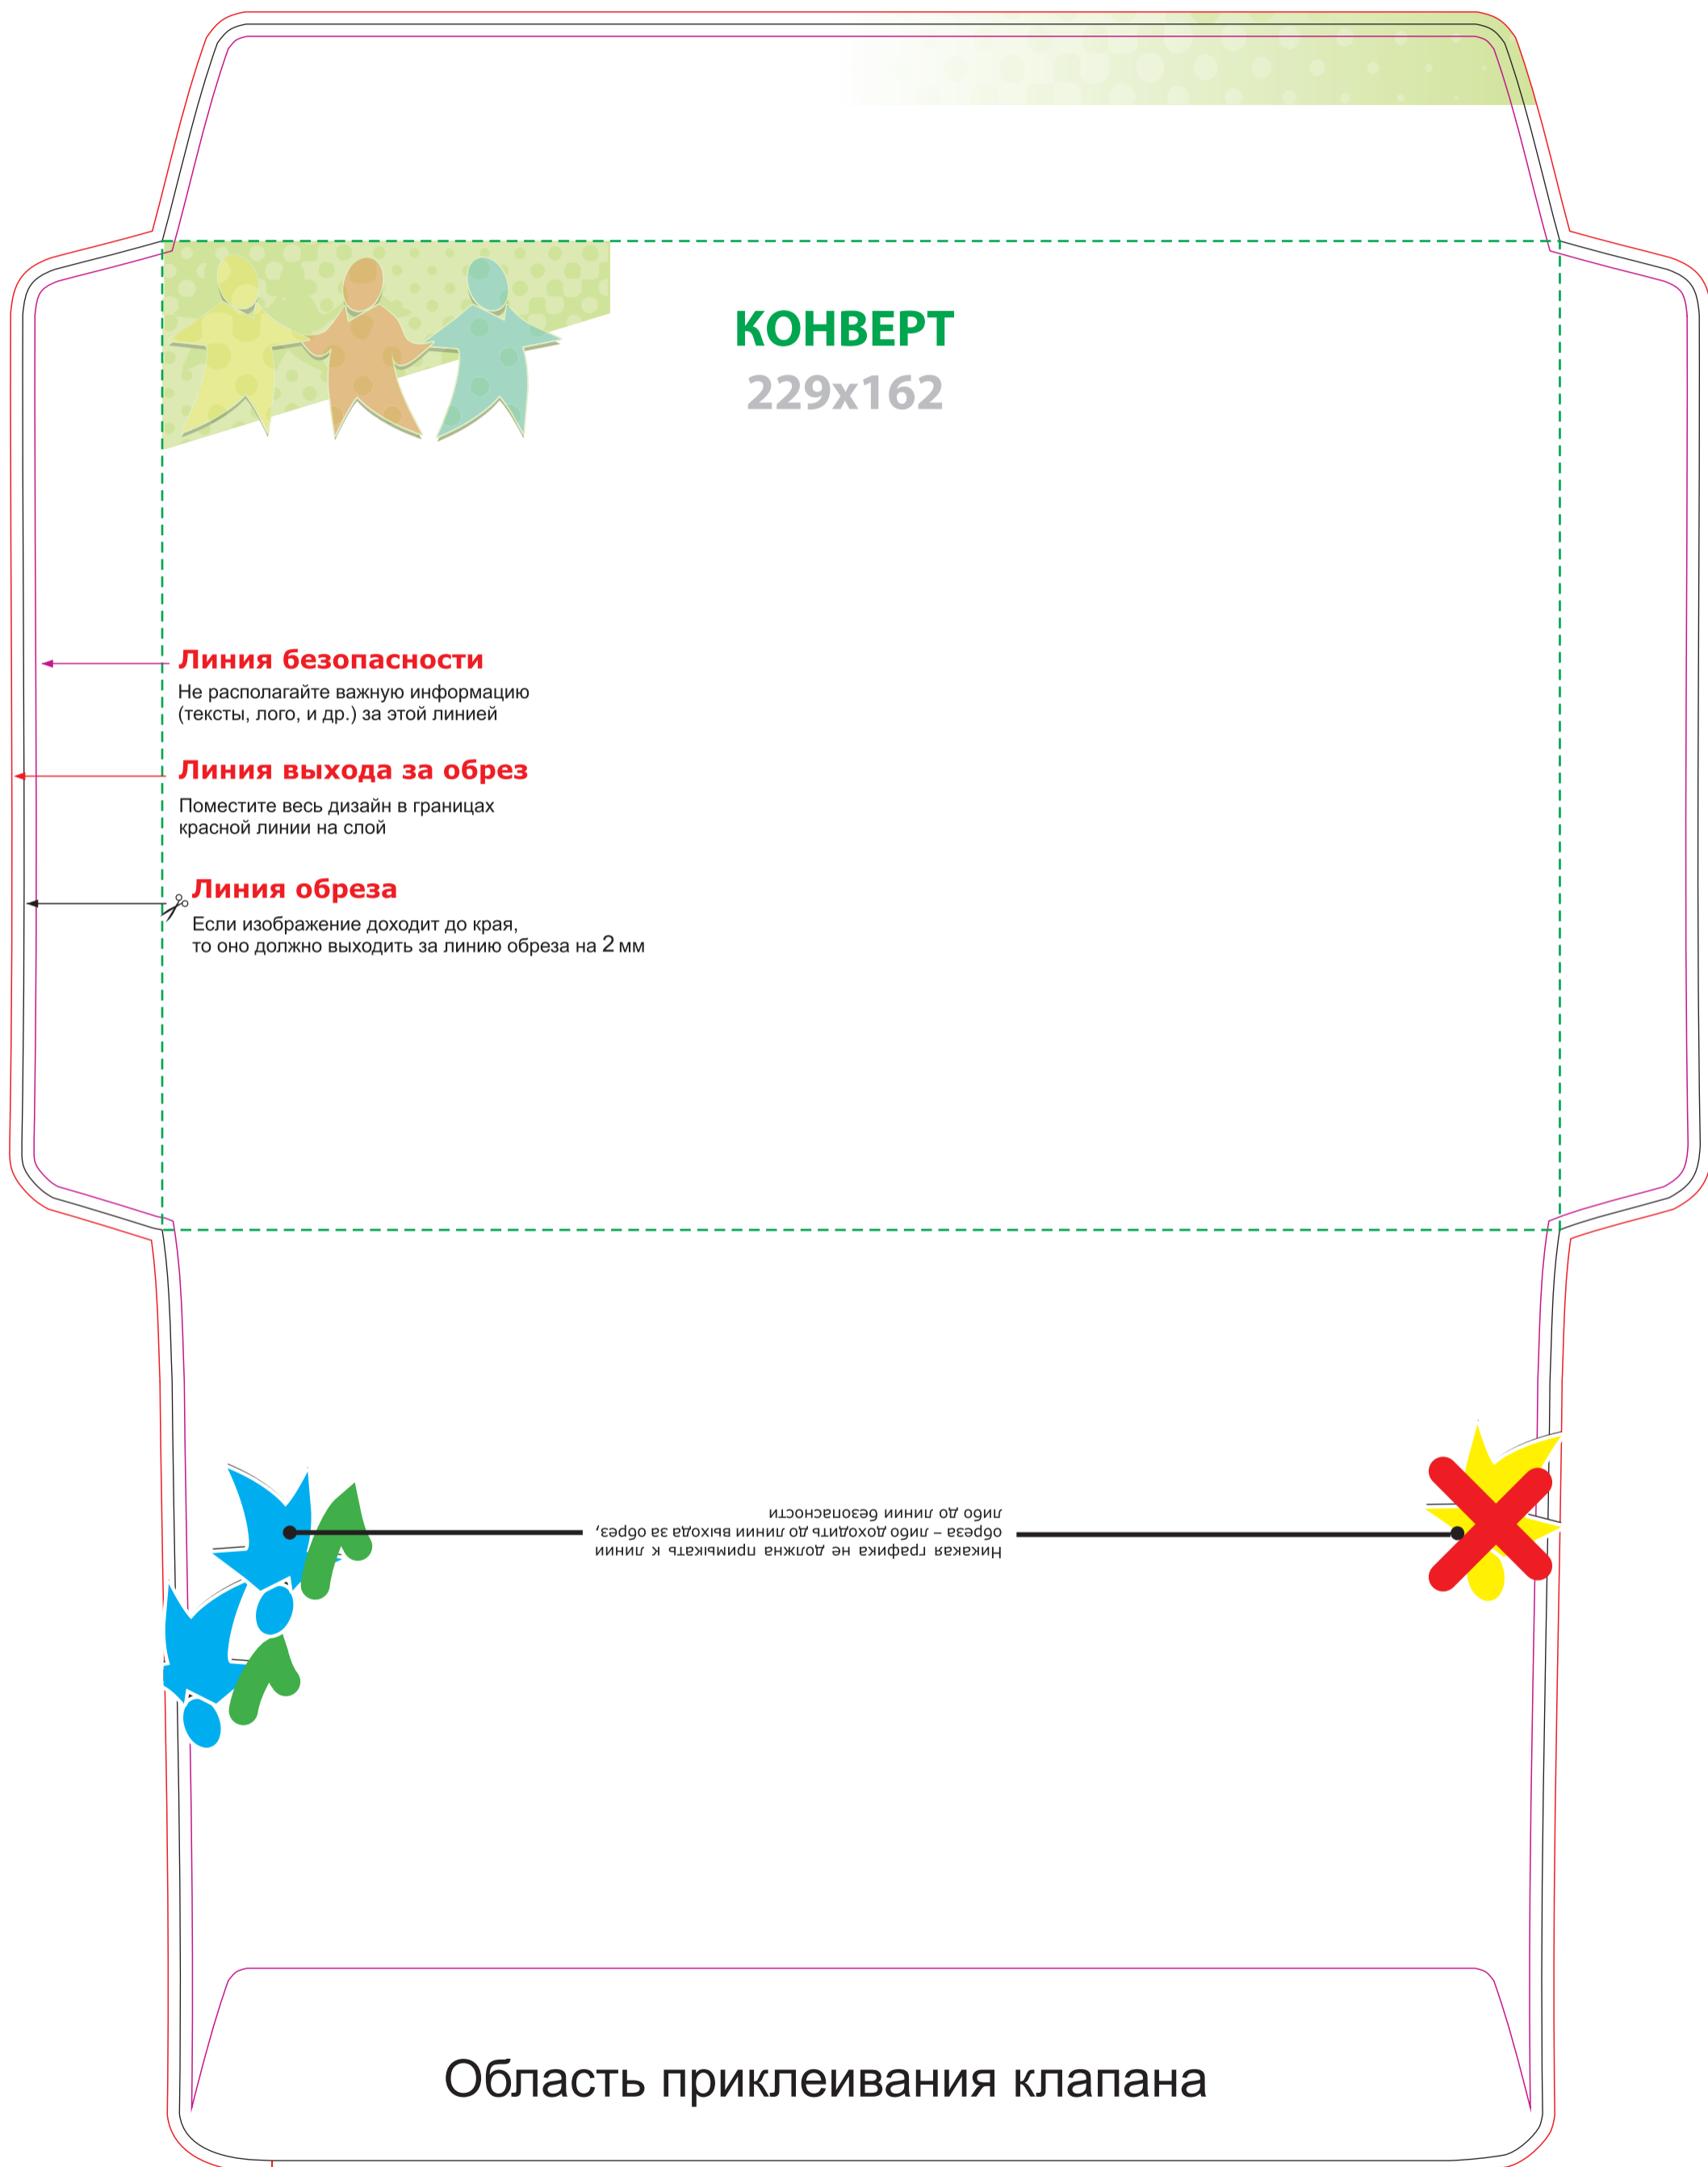 КОНВЕРТ
229x162
Линия безопасности
Не располагайте важную информацию
(тексты, лого, и др.) за этой линией
Линия выхода за обрез
Поместите весь дизайн в границах
красной линии на слой
Линия обреза
Если изображение доходит до края,
то оно должно выходить за линию обреза на 2 мм
Никакая графика не должна примыкать к линии
обреза – либо доходить до линии выхода за обрез,
либо до линии безопасности
Область приклеивания клапана